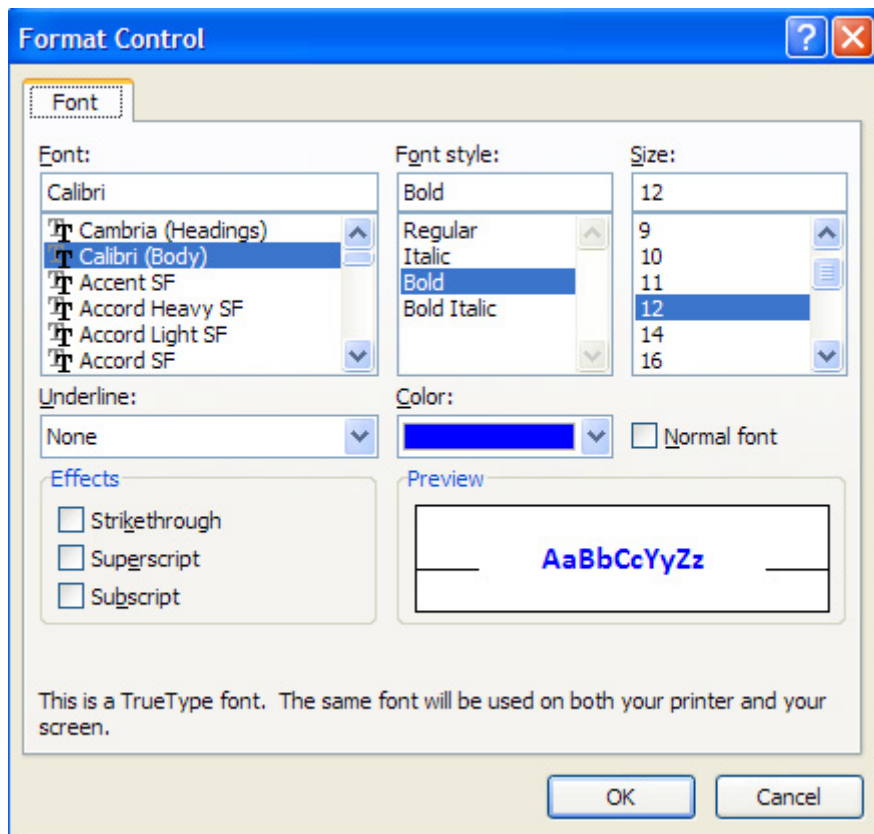 Format Control
Font
Font:
Calibri
Cambria (Headings)
Calibri (Body)
Accent SF
Accord Heavy SF
Accord Light SF
Accord SF
Font style:
Bold
Regular
Italic
Bold
Bold Italic
Size:
12
9
10
11
12
14
16
Underline:
None
Color:
Normal font
Effects
Strikethrough
Superscript
Subscript
Preview
AaBbCcYyZz
This is a TrueType font.  The same font will be used on both your printer and your
screen.
OK
Cancel